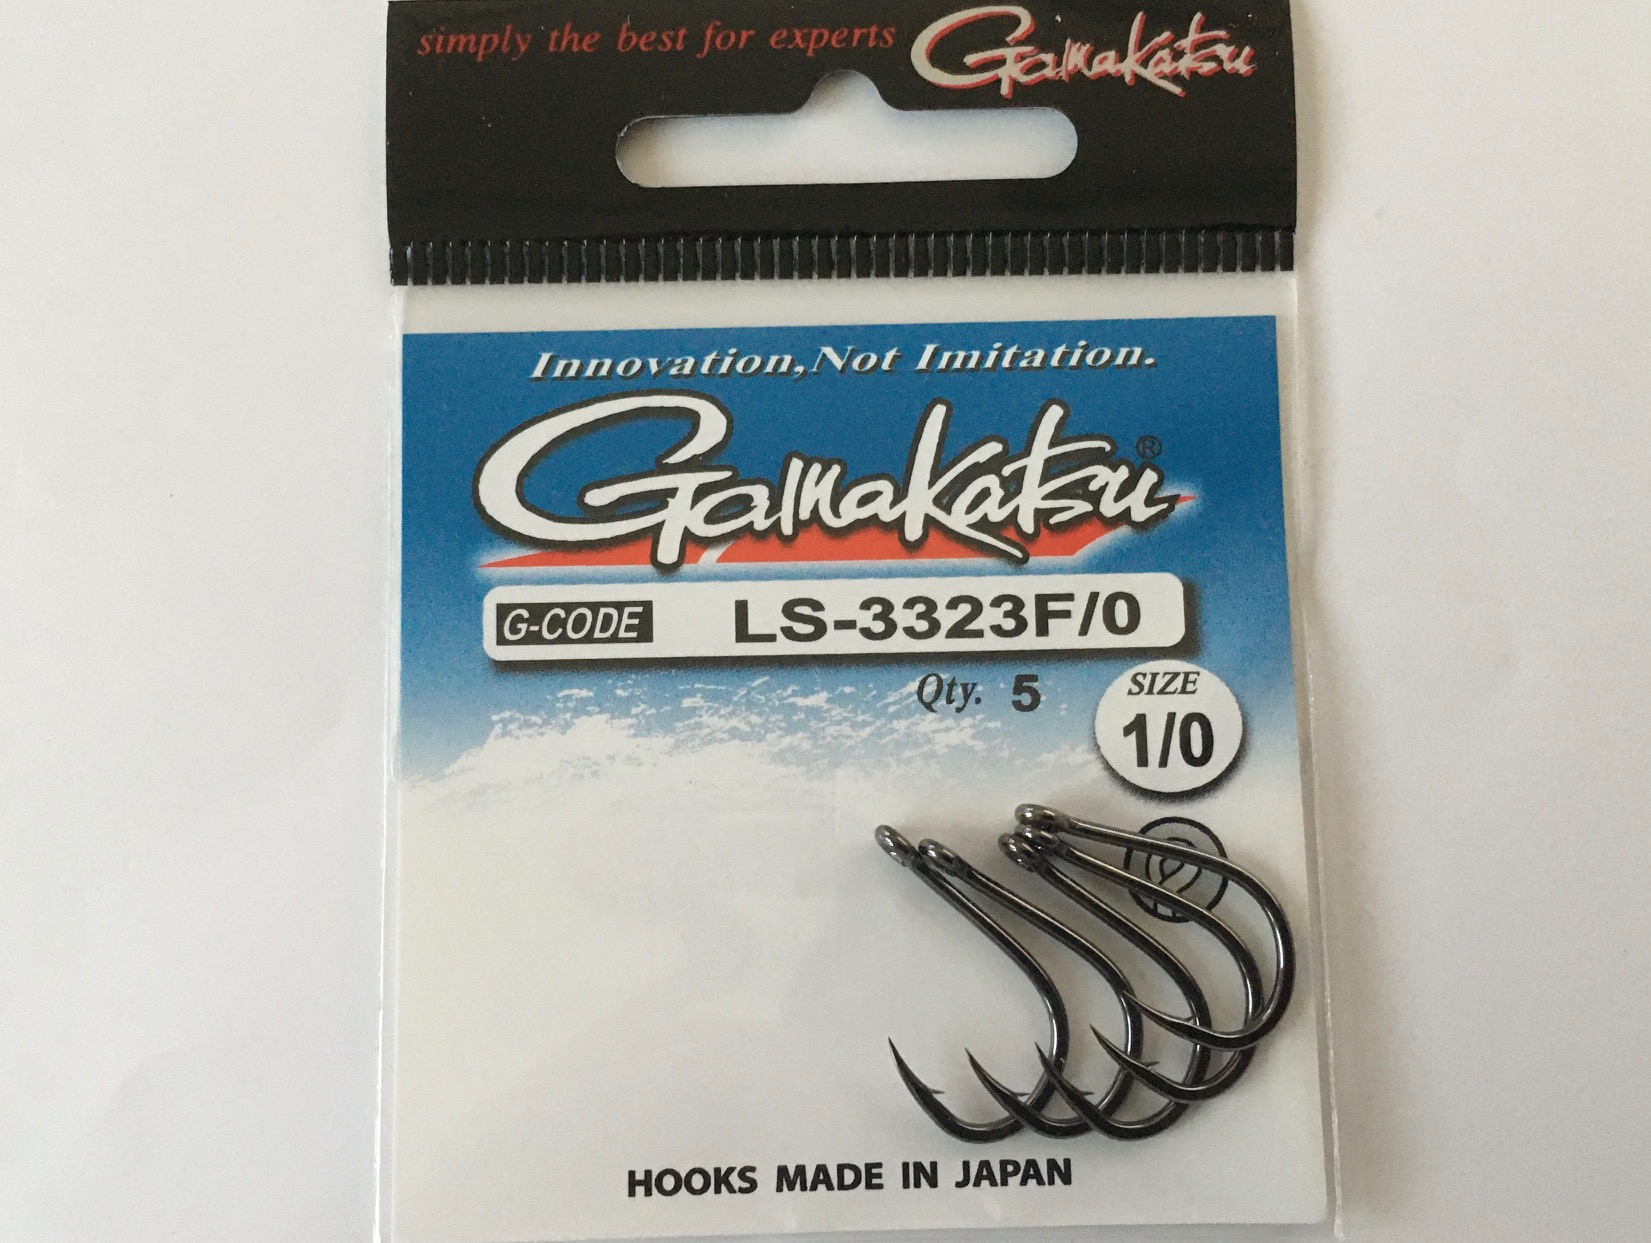 simply the best for experts Gamakatsu
Innovation,Not Imitation.
Gamakatsu®
G-CODE LS-3323F/0
Qty. 5
SIZE
1/0
HOOKS MADE IN JAPAN